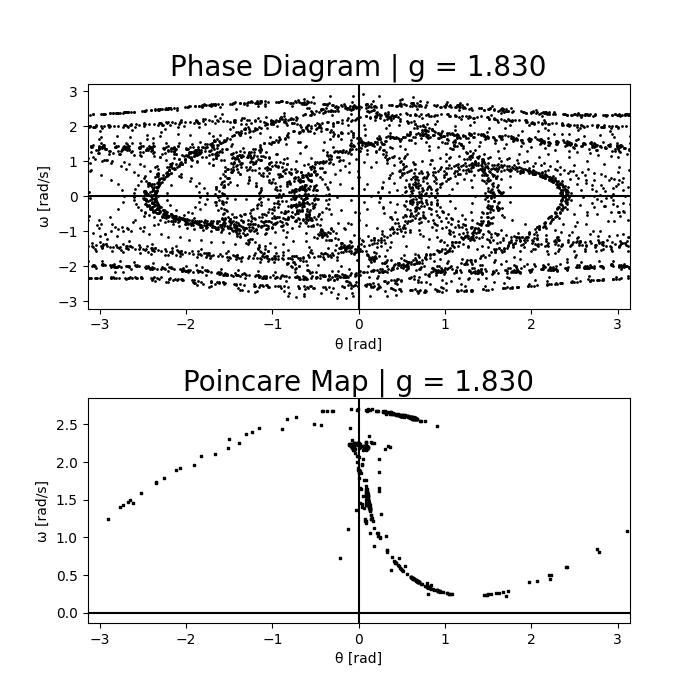 Phase Diagram | g = 1.830
3
2
1
0
−1
−2
−3
ω [rad/s]
−3 −2 −1 0 1 2 3
θ [rad]
Poincare Map | g = 1.830
2.5
2.0
1.5
1.0
0.5
0.0
ω [rad/s]
−3 −2 −1 0 1 2 3
θ [rad]